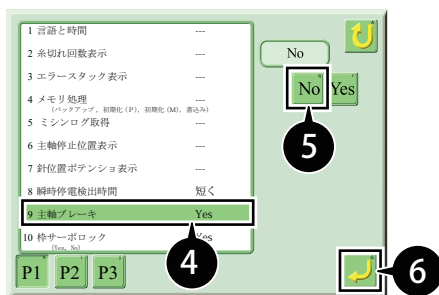 1 言語と時間 ---
2 糸切れ回数表示 ---
3 エラースタック表示 ---
4 メモリ処理 ---
(バックアップ, 初期化 (P), 初期化 (M), 書込み)
5 ミシンログ取得 ---
6 主軸停止位置表示 ---
7 針位置ポテンショ表示 ---
8 瞬時停電検出時間 短く
9 主軸ブレーキ Yes
10 枠サーボロック Yes
(Yes, No)
No
No Yes
5
4
6
P1 P2 P3